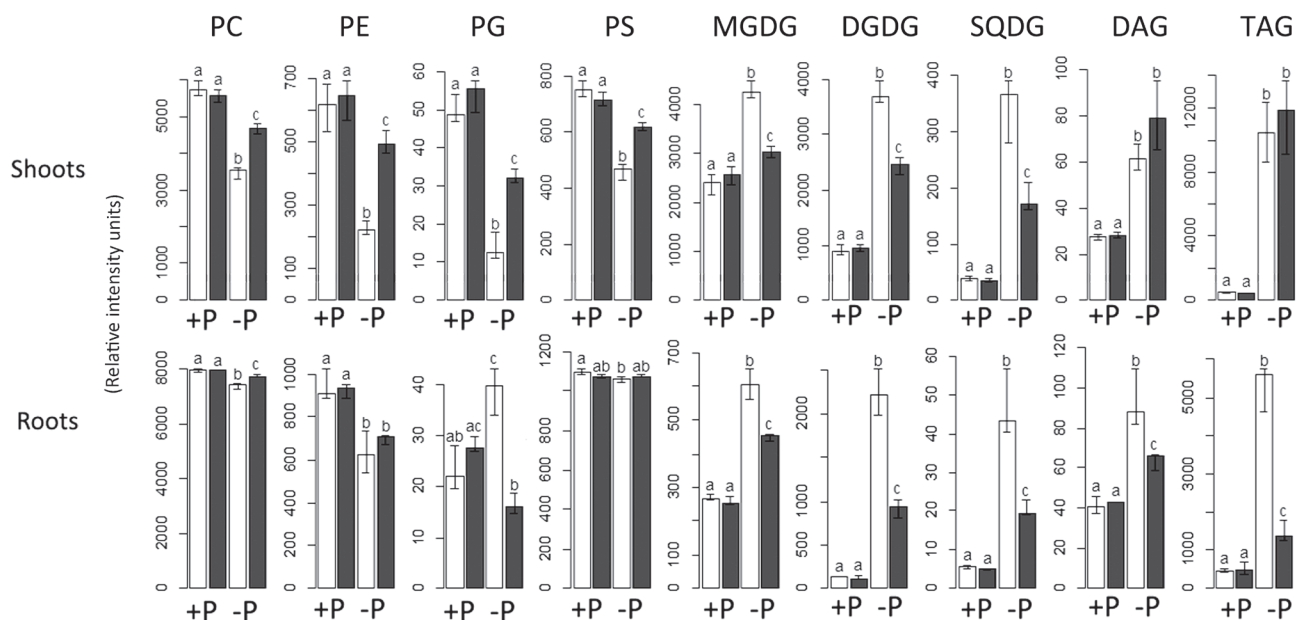 PC PE PG PS MGDG DGDG SQDG DAG TAG
Shoots
Roots
(Relative intensity units)
0 1000 3000 5000
a a b c
+P -P
0 100 300 500 700
a a b c
+P -P
0 10 20 30 40 50 60
a a b c
+P -P
0 200 400 600 800
a a b c
+P -P
0 1000 2000 3000 4000
a a b c
+P -P
0 1000 2000 3000 4000
a a b c
+P -P
0 100 200 300 400
a a b c
+P -P
0 20 40 60 80 100
a a b b
+P -P
0 4000 8000 12000
a a b b
+P -P
0 2000 4000 6000 8000
a a b c
+P -P
0 200 400 600 800 1000
a a b b
+P -P
0 10 20 30 40
ab ac c b
+P -P
0 200 400 600 800 1000 1200
a ab b ab
+P -P
0 100 300 500 700
a a b c
+P -P
0 500 1000 2000
a a b c
+P -P
0 10 20 30 40 50 60
a a b c
+P -P
0 20 40 60 80 100 120
a a b c
+P -P
0 1000 3000 5000
a a b c
+P -P